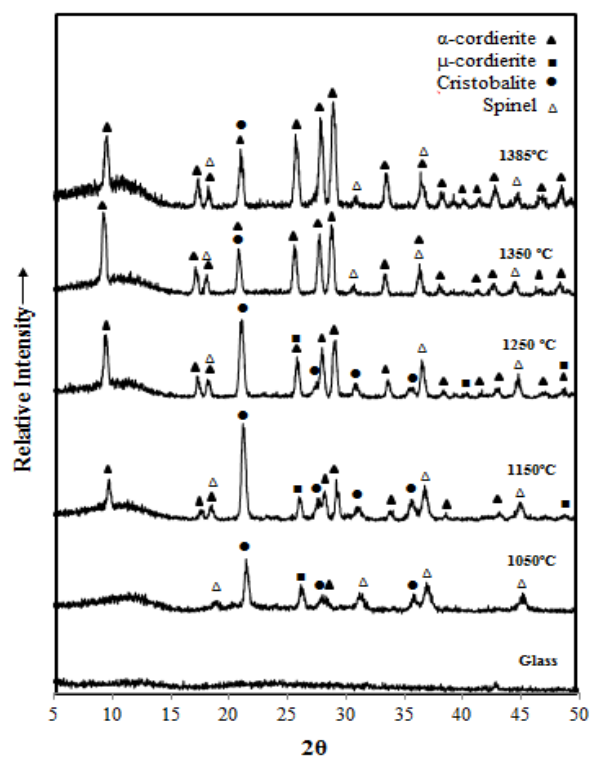 α-cordierite ▲
μ-cordierite ■
Cristobalite ●
Spinel △
1385°C
1350 °C
1250 °C
1150°C
1050°C
Glass
Relative Intensity→
5 10 15 20 25 30 35 40 45 50
2θ